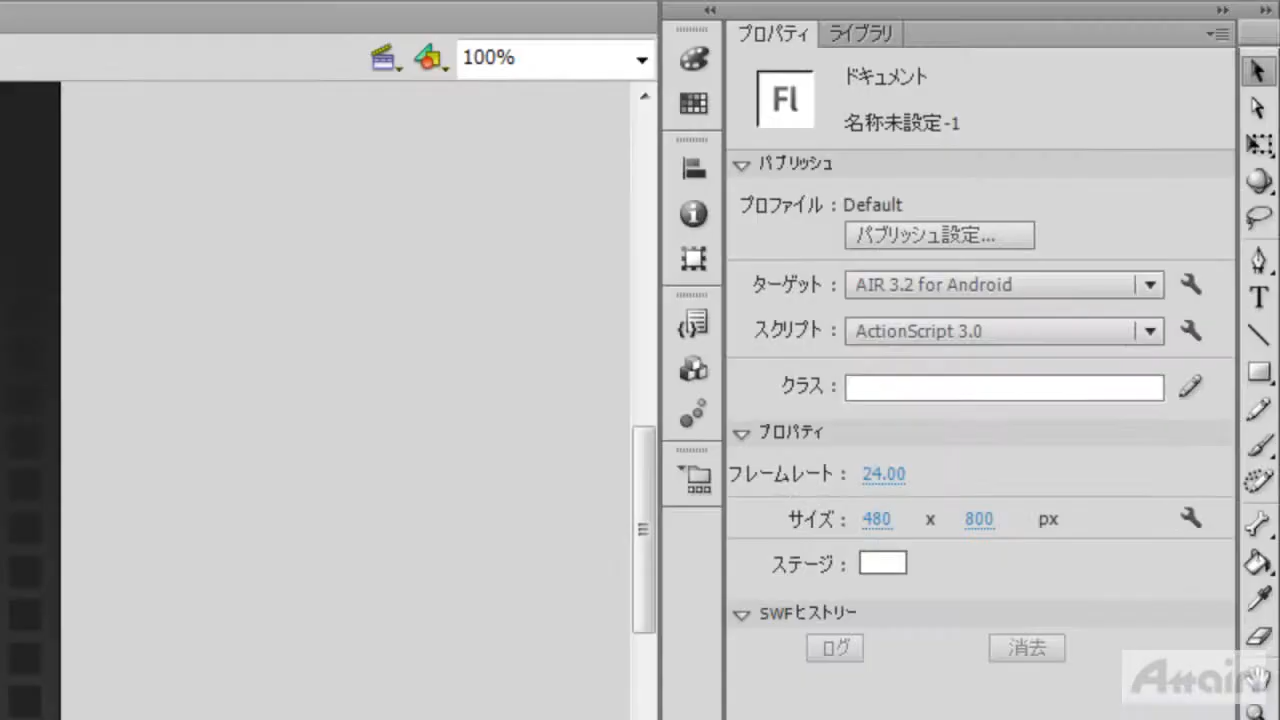 100%
プロパティ ライブラリ
Fl
ドキュメント
名称未設定-1
パブリッシュ
プロファイル : Default
パブリッシュ設定...
ターゲット : AIR 3.2 for Android
スクリプト : ActionScript 3.0
クラス :
プロパティ
フレームレート : 24.00
サイズ : 480 x 800 px
ステージ :
SWFヒストリー
ログ 消去
Attain